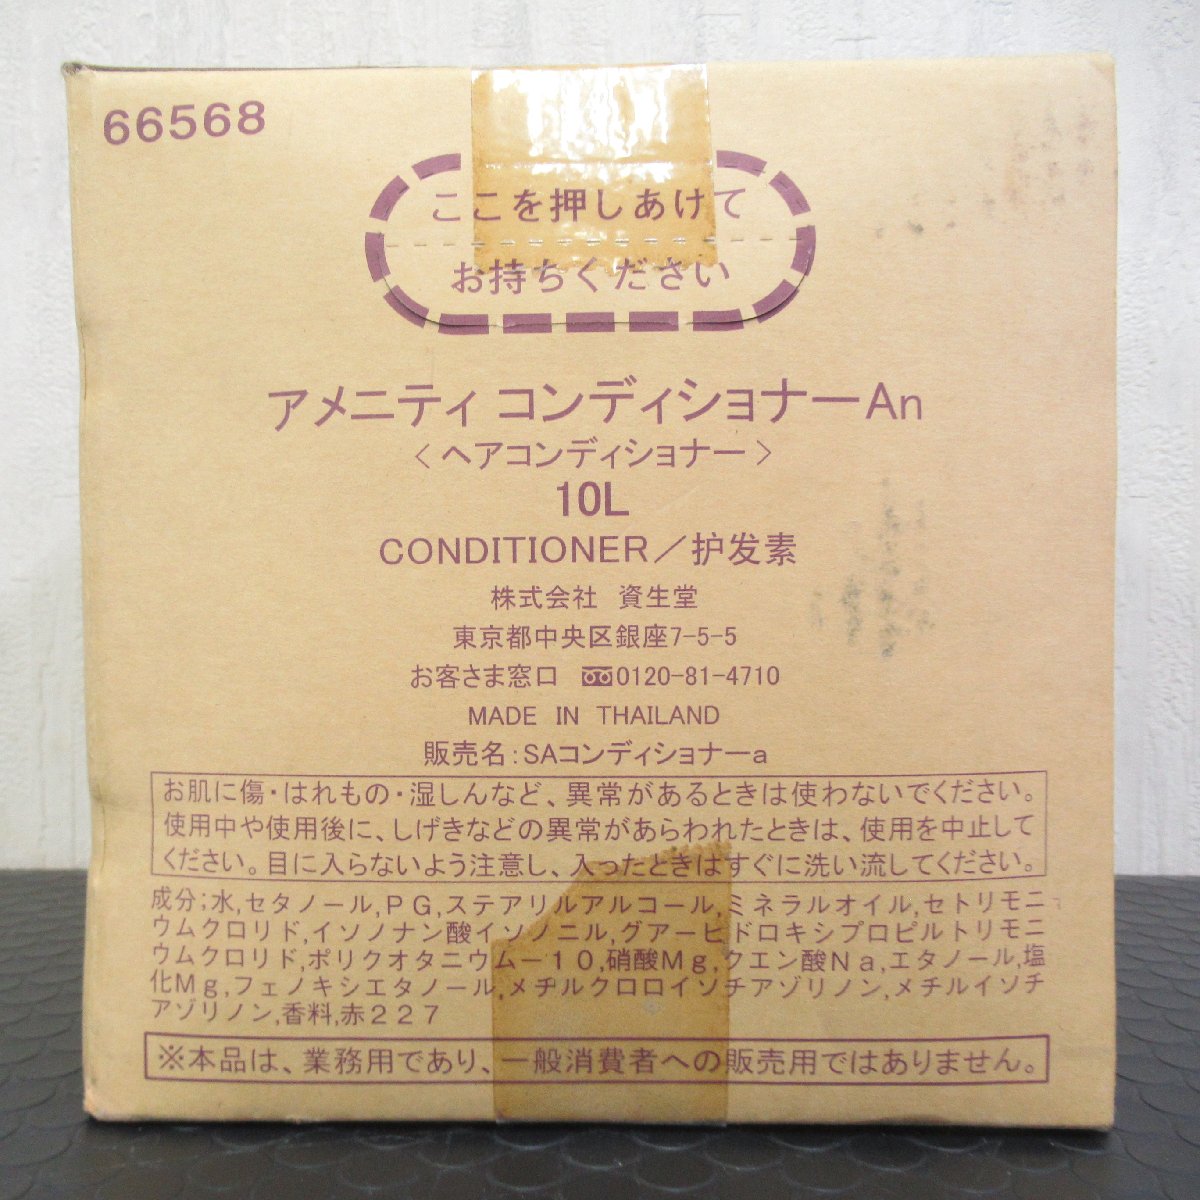 66568
ここを押しあけて
お持ちください
アメニティ コンディショナーAn
〈ヘアコンディショナー〉
10L
CONDITIONER／护发素
株式会社 資生堂
東京都中央区銀座7-5-5
お客さま窓口 0120-81-4710
MADE IN THAILAND
販売名：SAコンディショナーa
お肌に傷・はれもの・湿しんなど、異常があるときは使わないでください。
使用中や使用後に、しげきなどの異常があらわれたときは、使用を中止して
ください。目に入らないよう注意し、入ったときはすぐに洗い流してください。
成分；水,セタノール,ＰＧ,ステアリルアルコール,ミネラルオイル,セトリモニ
ウムクロリド,イソノナン酸イソノニル,グアーヒドロキシプロピルトリモニ
ウムクロリド,ポリクオタニウム－１０,硝酸Ｍｇ,クエン酸Ｎａ,エタノール,塩
化Ｍｇ,フェノキシエタノール,メチルクロロイソチアゾリノン,メチルイソチ
アゾリノン,香料,赤２２７
※本品は、業務用であり、一般消費者への販売用ではありません。